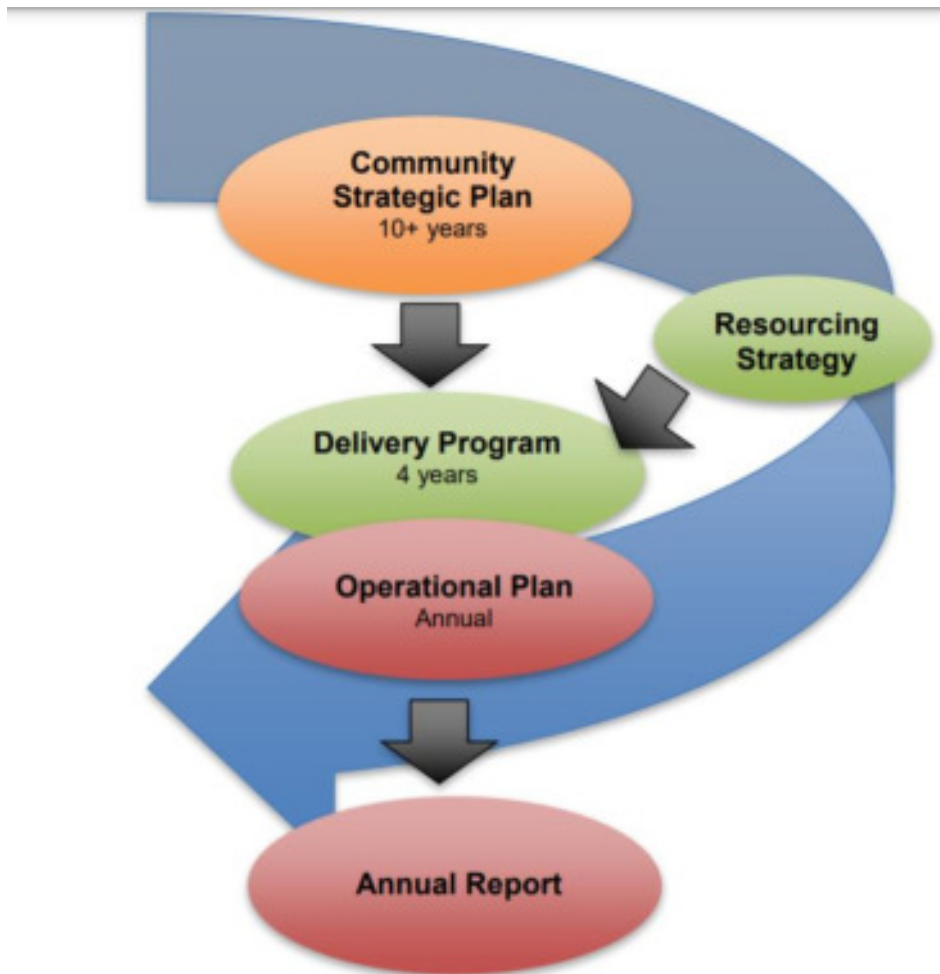 Community
Strategic Plan
10+ years
Resourcing
Strategy
Delivery Program
4 years
Operational Plan
Annual
Annual Report